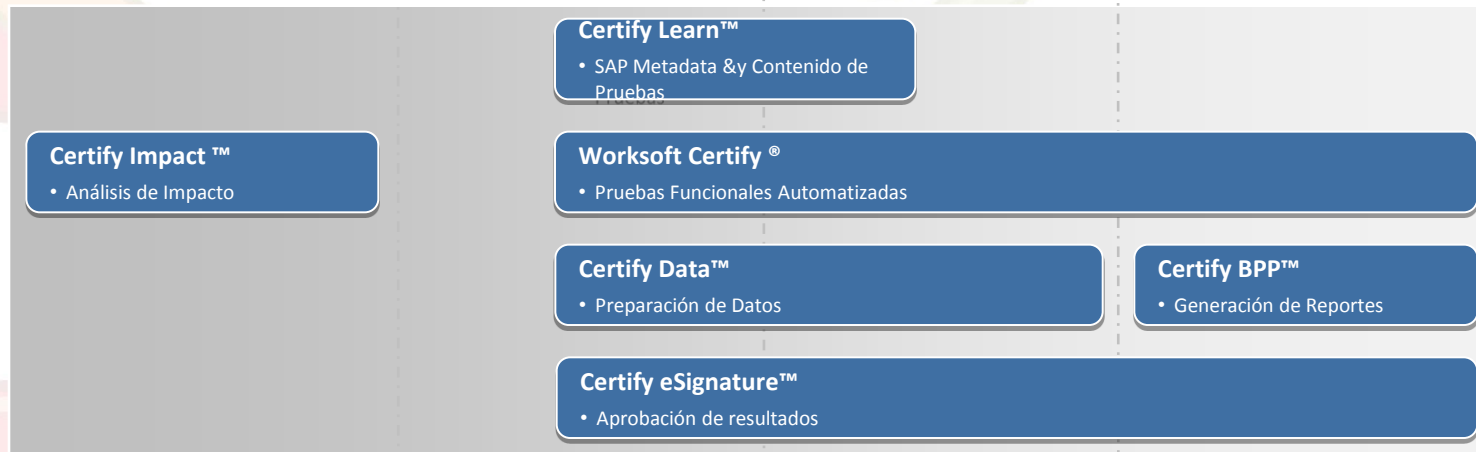 Certify Learn™
• SAP Metadata &y Contenido de
Pruebas
Certify Impact ™
• Análisis de Impacto
Worksoft Certify ®
• Pruebas Funcionales Automatizadas
Certify Data™
• Preparación de Datos
Certify BPP™
• Generación de Reportes
Certify eSignature™
• Aprobación de resultados